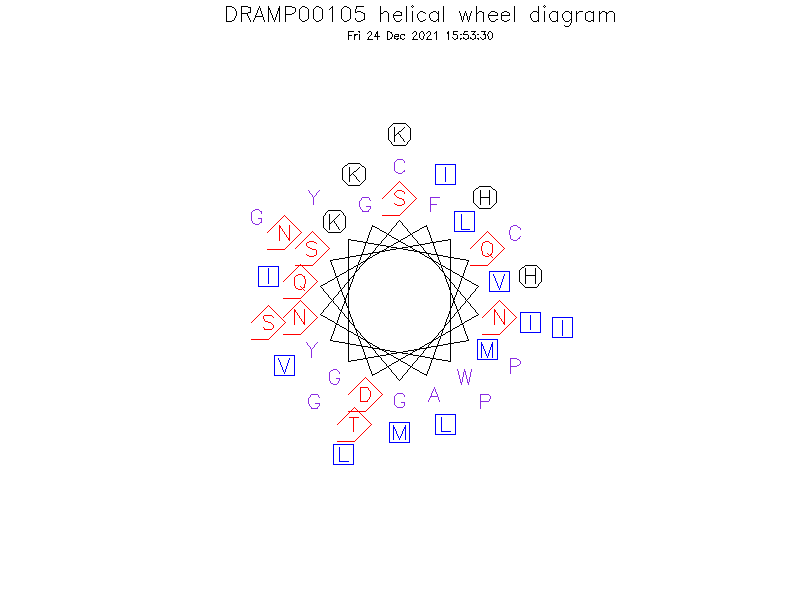 DRAMP00105 helical wheel diagram
Fri 24 Dec 2021 15:53:30
K
C
K I
Y S H
G F
G K L
N C
S Q
I Q V H
S N N I I
Y M
V P
G W
G D G A P
T M L
L